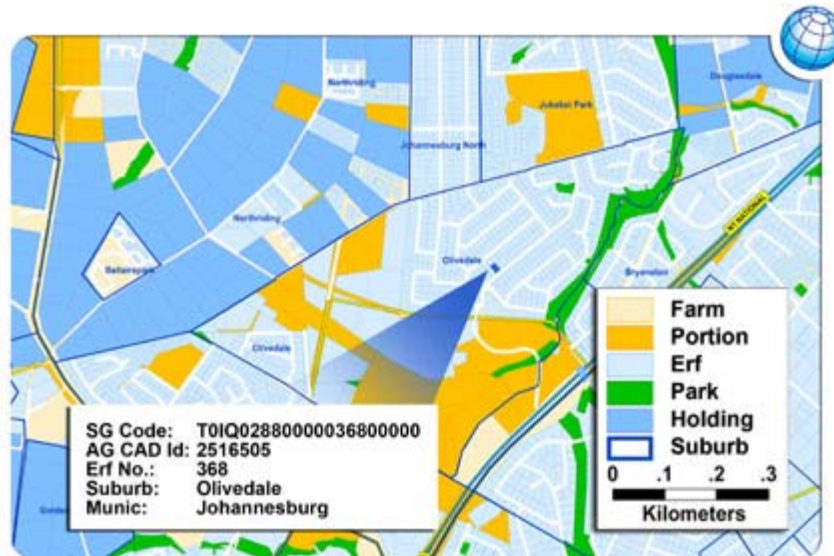 Northriding
Douglasdale
Jukskei Park
Johannesburg North
N1 NATIONAL
Northriding
Olivedale
Bryanston
Bellairspark
Olivedale
Farm
Portion
Erf
Park
Holding
Suburb
0 .1 .2 .3
Kilometers
SG Code: T0IQ02880000036800000
AG CAD Id: 2516505
Erf No.: 368
Suburb: Olivedale
Munic: Johannesburg